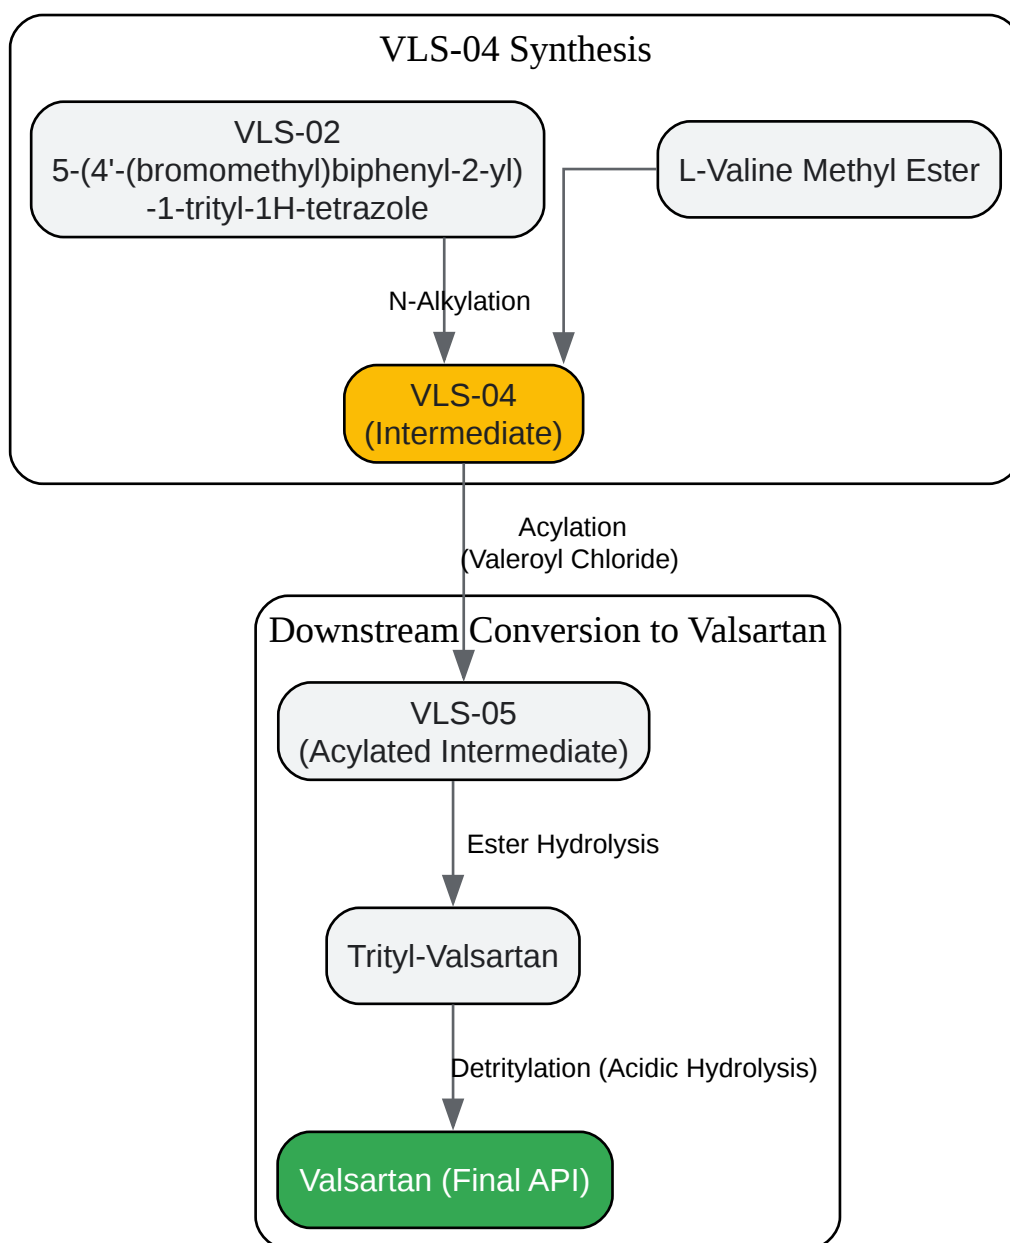 VLS-04 Synthesis
VLS-02
5-(4'-(bromomethyl)biphenyl-2-yl)
-1-trityl-1H-tetrazole
L-Valine Methyl Ester
N-Alkylation
VLS-04
(Intermediate)
Acylation
(Valeroyl Chloride)
Downstream Conversion to Valsartan
VLS-05
(Acylated Intermediate)
Ester Hydrolysis
Trityl-Valsartan
Detritylation (Acidic Hydrolysis)
Valsartan (Final API)